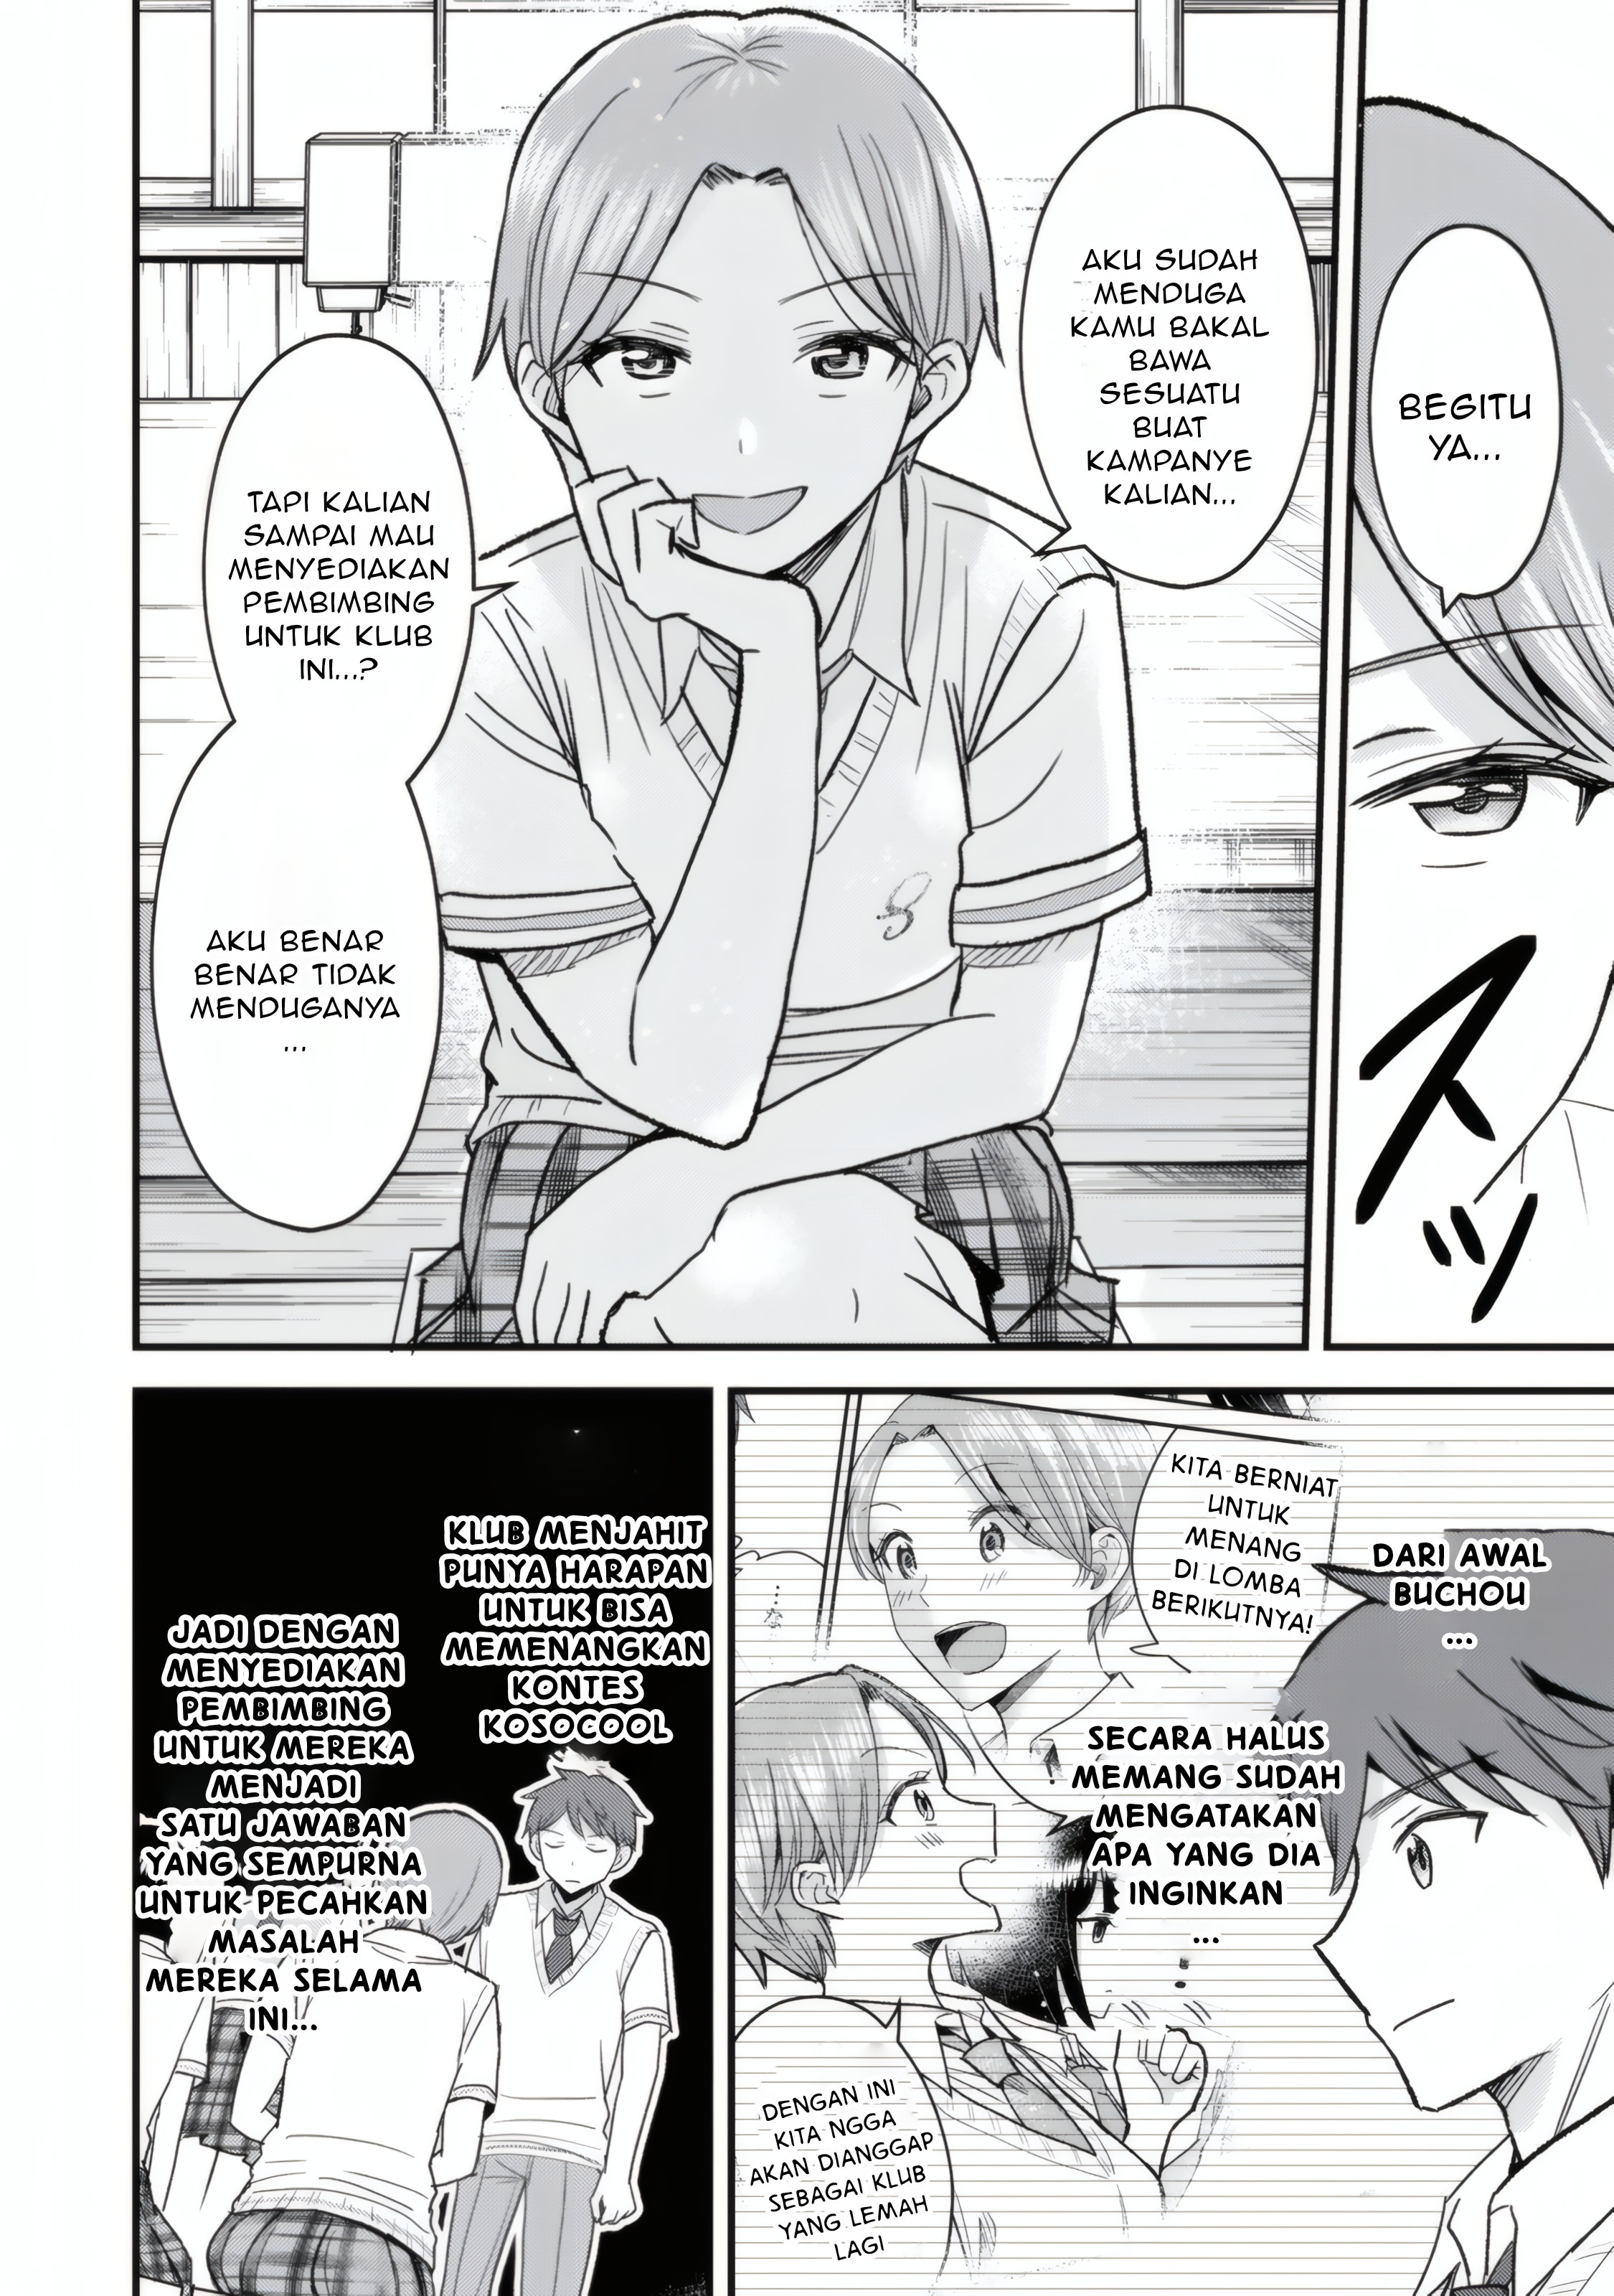 BEGITU
YA...
スッ
AKU SUDAH
MENDUGA
KAMU BAKAL
BAWA
SESUATU
BUAT
KAMPANYE
KALIAN...
TAPI KALIAN
SAMPAI MAU
MENYEDIAKAN
PEMBIMBING
UNTUK KLUB
INI...?
AKU BENAR
BENAR TIDAK
MENDUGANYA
...
DARI AWAL
BUCHOU
...
KITA BERNIAT
UNTUK
MENANG
DI LOMBA
BERIKUTNYA!
SECARA HALUS
MEMANG SUDAH
MENGATAKAN
APA YANG DIA
INGINKAN
...
DENGAN INI
KITA NGGA
AKAN DIANGGAP
SEBAGAI KLUB
YANG LEMAH
LAGI
KLUB MENJAHIT
PUNYA HARAPAN
UNTUK BISA
MEMENANGKAN
KONTES
KOSOCOOL
JADI DENGAN
MENYEDIAKAN
PEMBIMBING
UNTUK MEREKA
MENJADI
SATU JAWABAN
YANG SEMPURNA
UNTUK PECAHKAN
MASALAH
MEREKA SELAMA
INI...